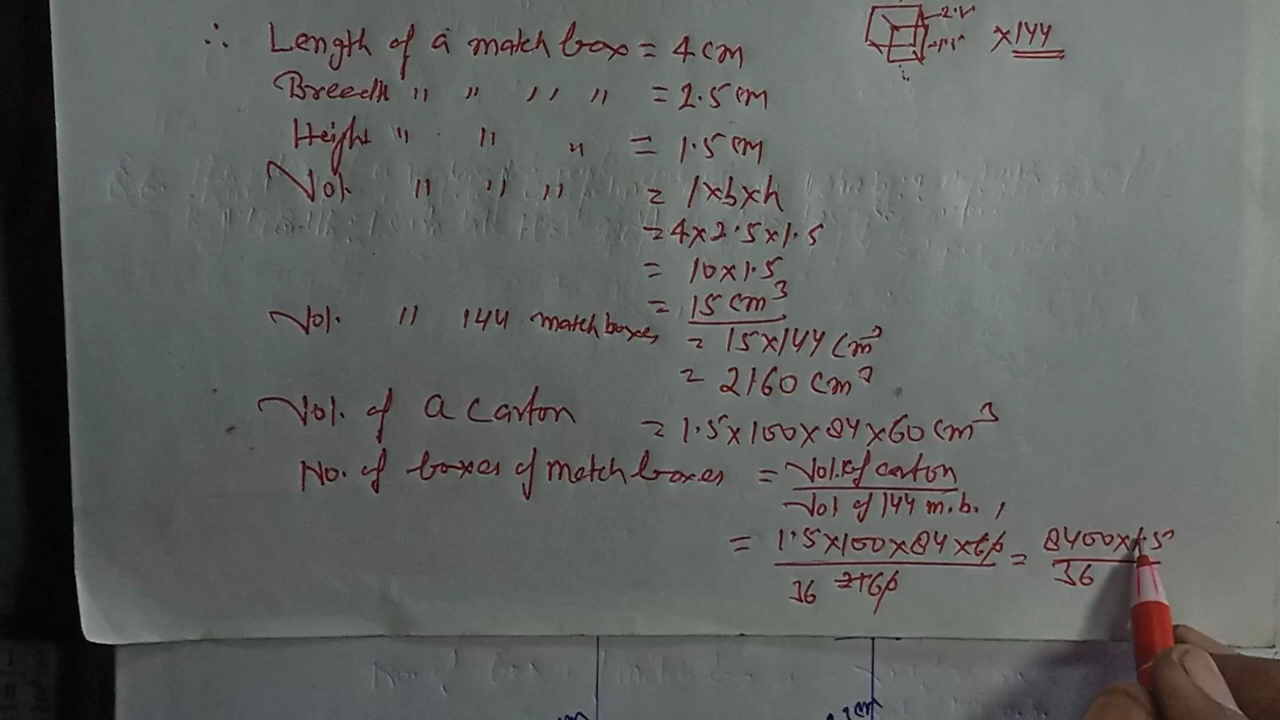 ∴ Length of a match box = 4 cm
×144
Breadth " " " " = 2.5 cm
Height " " " = 1.5 cm
Vol. " " " = l×b×h
= 4×2.5×1.5
= 10×1.5
= 15 cm³
Vol. " 144 matchboxes = 15×144 cm³
= 2160 cm³
Vol. of a carton = 1.5×100×84×60 cm³
No. of boxes of match boxes = Vol. of carton
Vol of 144 m.b.
= 1.5×100×84×60 = 8400×1.5
36 2160 36